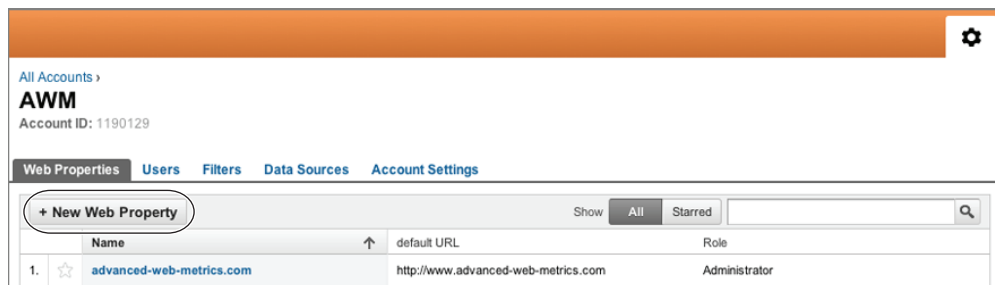 All Accounts ›
AWM
Account ID: 1190129
Web Properties Users Filters Data Sources Account Settings
+ New Web Property Show All Starred
Name default URL Role
1. advanced-web-metrics.com http://www.advanced-web-metrics.com Administrator